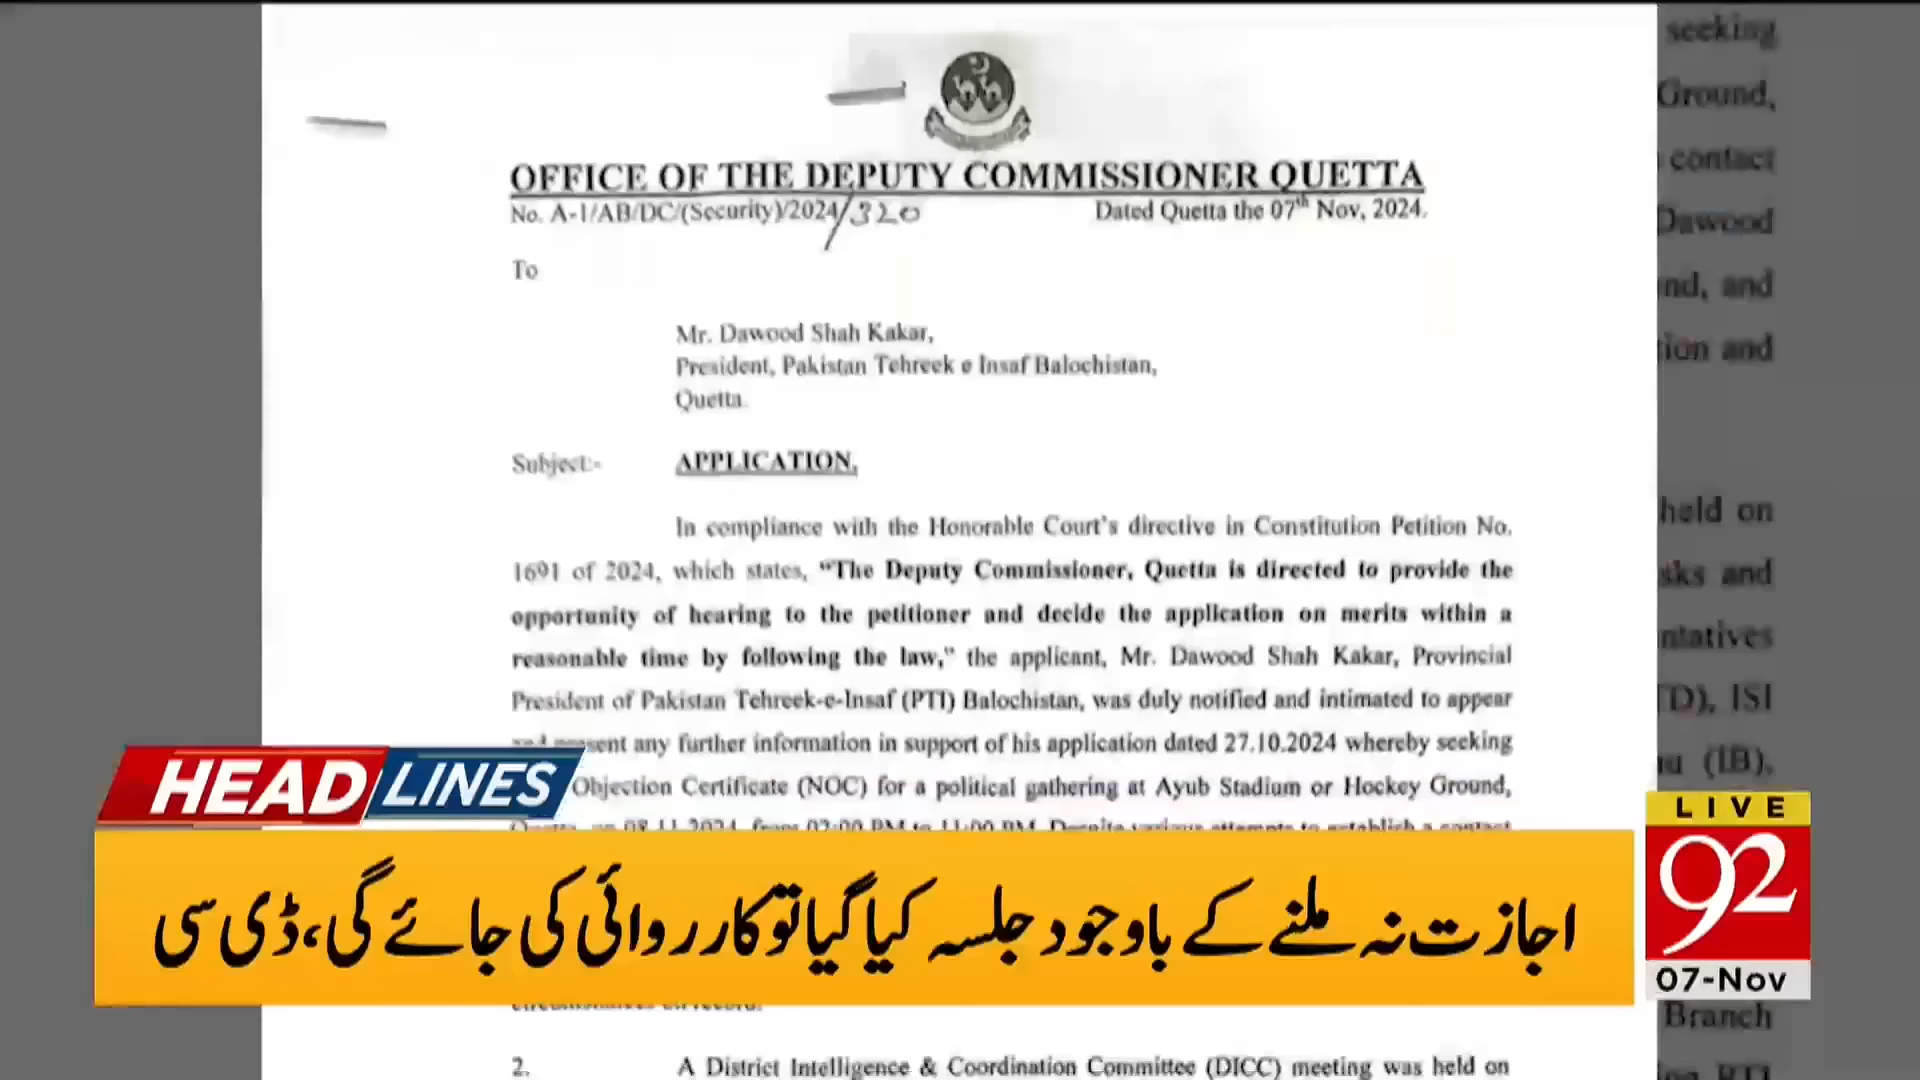 OFFICE OF THE DEPUTY COMMISSIONER QUETTA
No. A-1/AB/DC/(Security)/2024/320 Dated Quetta the 07th Nov, 2024.
To
Mr. Dawood Shah Kakar,
President, Pakistan Tehreek e Insaf Balochistan,
Quetta.
Subject:- APPLICATION.
In compliance with the Honorable Court's directive in Constitution Petition No.
1691 of 2024, which states, "The Deputy Commissioner, Quetta is directed to provide the
opportunity of hearing to the petitioner and decide the application on merits within a
reasonable time by following the law," the applicant, Mr. Dawood Shah Kakar, Provincial
President of Pakistan Tehreek-e-Insaf (PTI) Balochistan, was duly notified and intimated to appear
any further information in support of his application dated 27.10.2024 whereby seeking
Objection Certificate (NOC) for a political gathering at Ayub Stadium or Hockey Ground,
HEADLINES
اجازت نہ ملنے کے باوجود جلسہ کیا گیا تو کارروائی کی جائے گی، ڈی سی
2. A District Intelligence & Coordination Committee (DICC) meeting was held on
seeking
Ground,
contact
Dawood
and
and
held on
and
ISI
(IB),
Branch
LIVE
92
07-Nov